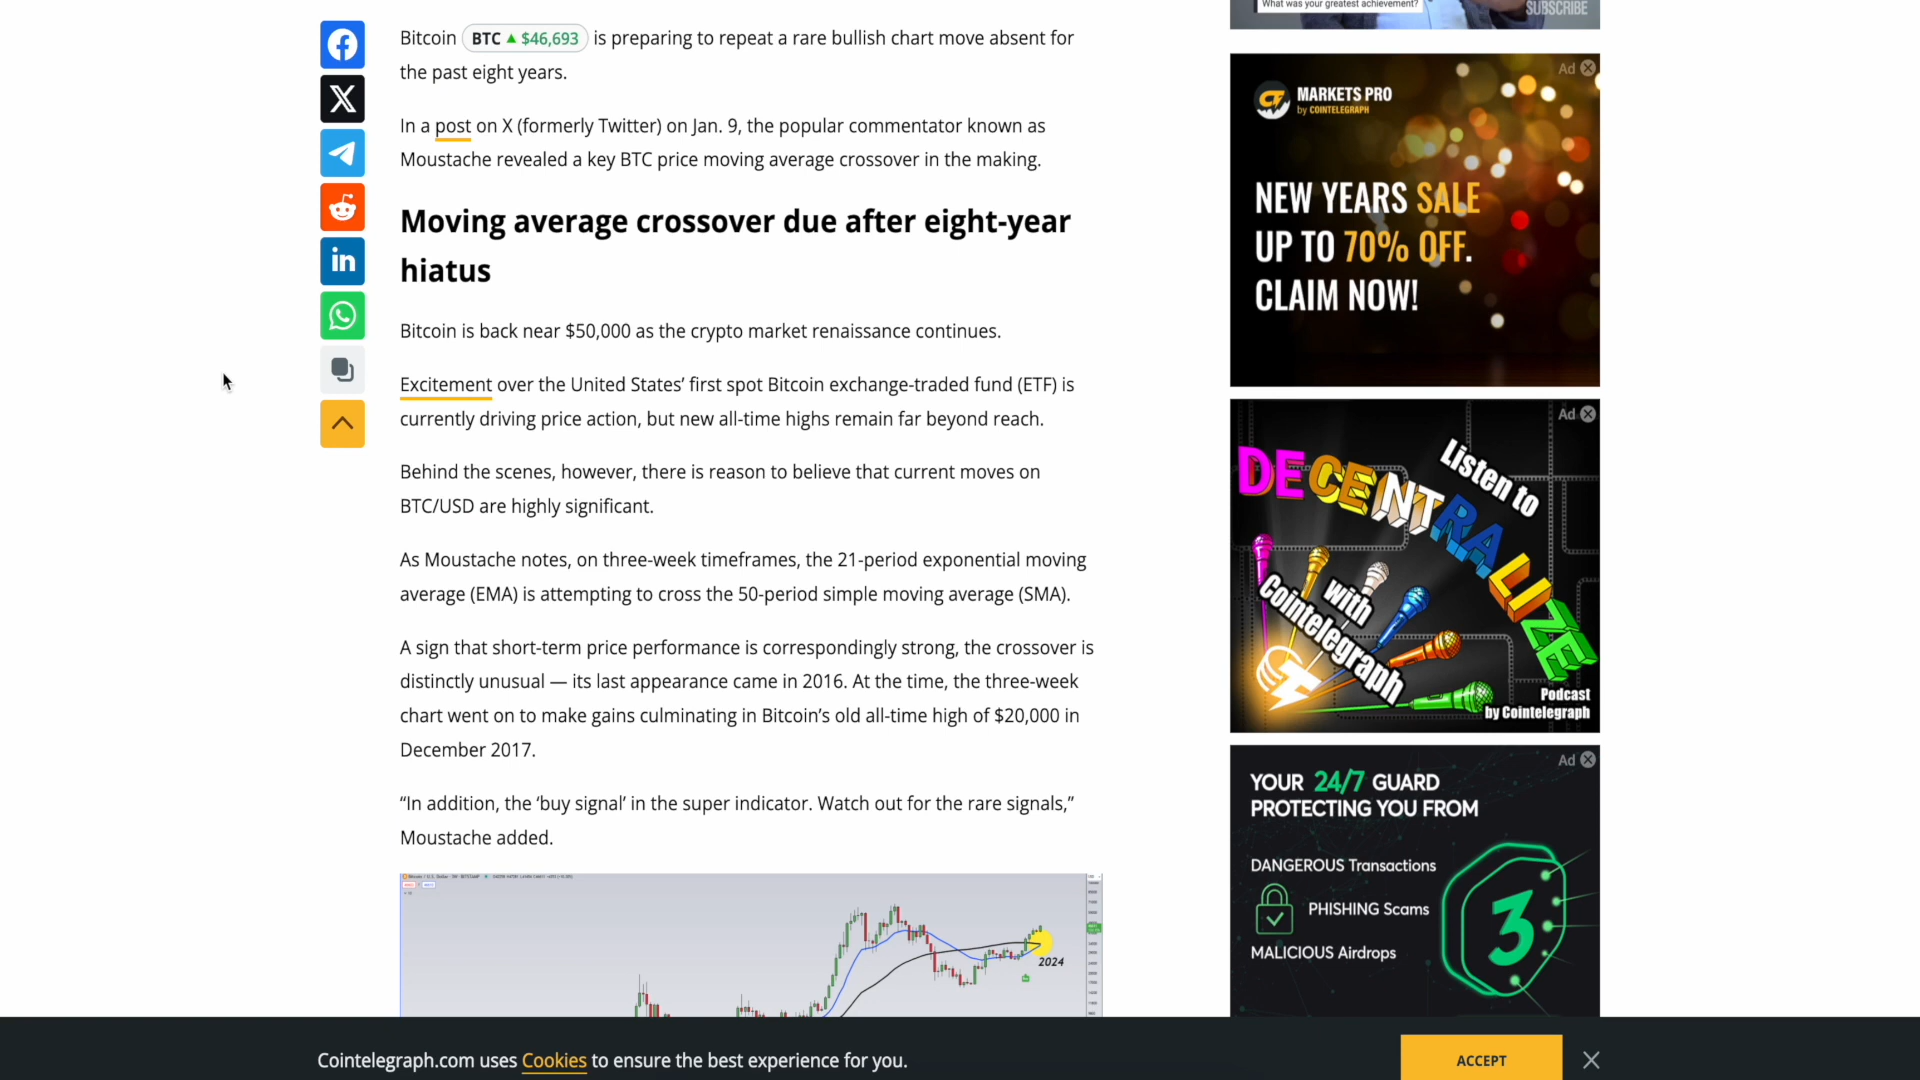 What was your greatest achievement?
SUBSCRIBE
Bitcoin BTC ▲ $46,693 is preparing to repeat a rare bullish chart move absent for
the past eight years.
In a post on X (formerly Twitter) on Jan. 9, the popular commentator known as
Moustache revealed a key BTC price moving average crossover in the making.
Moving average crossover due after eight-year
hiatus
Bitcoin is back near $50,000 as the crypto market renaissance continues.
Excitement over the United States’ first spot Bitcoin exchange-traded fund (ETF) is
currently driving price action, but new all-time highs remain far beyond reach.
Behind the scenes, however, there is reason to believe that current moves on
BTC/USD are highly significant.
As Moustache notes, on three-week timeframes, the 21-period exponential moving
average (EMA) is attempting to cross the 50-period simple moving average (SMA).
A sign that short-term price performance is correspondingly strong, the crossover is
distinctly unusual — its last appearance came in 2016. At the time, the three-week
chart went on to make gains culminating in Bitcoin’s old all-time high of $20,000 in
December 2017.
“In addition, the ‘buy signal’ in the super indicator. Watch out for the rare signals,”
Moustache added.
2024
Ad
MARKETS PRO
by COINTELEGRAPH
NEW YEARS SALE
UP TO 70% OFF.
CLAIM NOW!
Ad
Listen to
DECENTRALIZE
with
Cointelegraph
Podcast
by Cointelegraph
Ad
YOUR 24/7 GUARD
PROTECTING YOU FROM
DANGEROUS Transactions
PHISHING Scams
MALICIOUS Airdrops
3
Cointelegraph.com uses Cookies to ensure the best experience for you.
ACCEPT